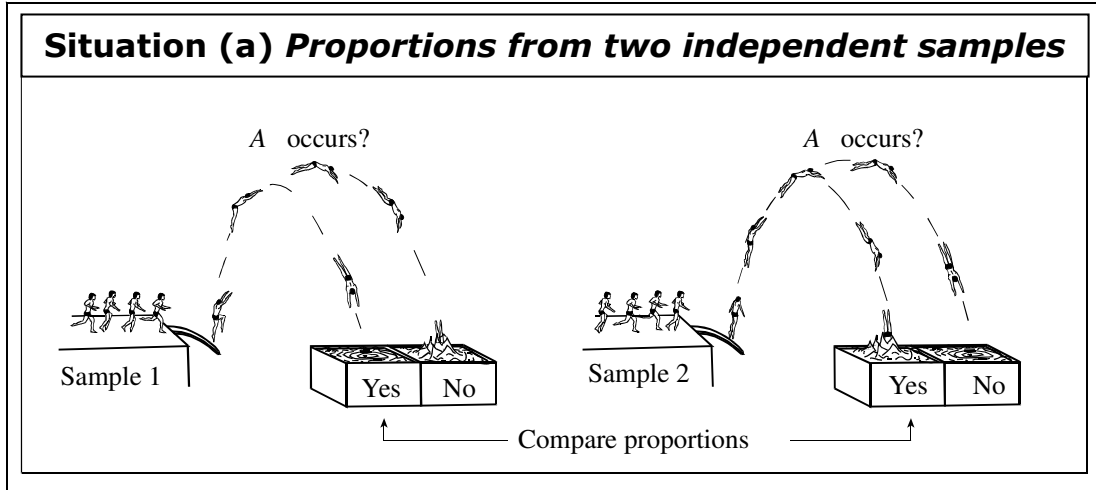 Situation (a) Proportions from two independent samples
A occurs?
A occurs?
Sample 1
Yes
No
Sample 2
Yes
No
Compare proportions